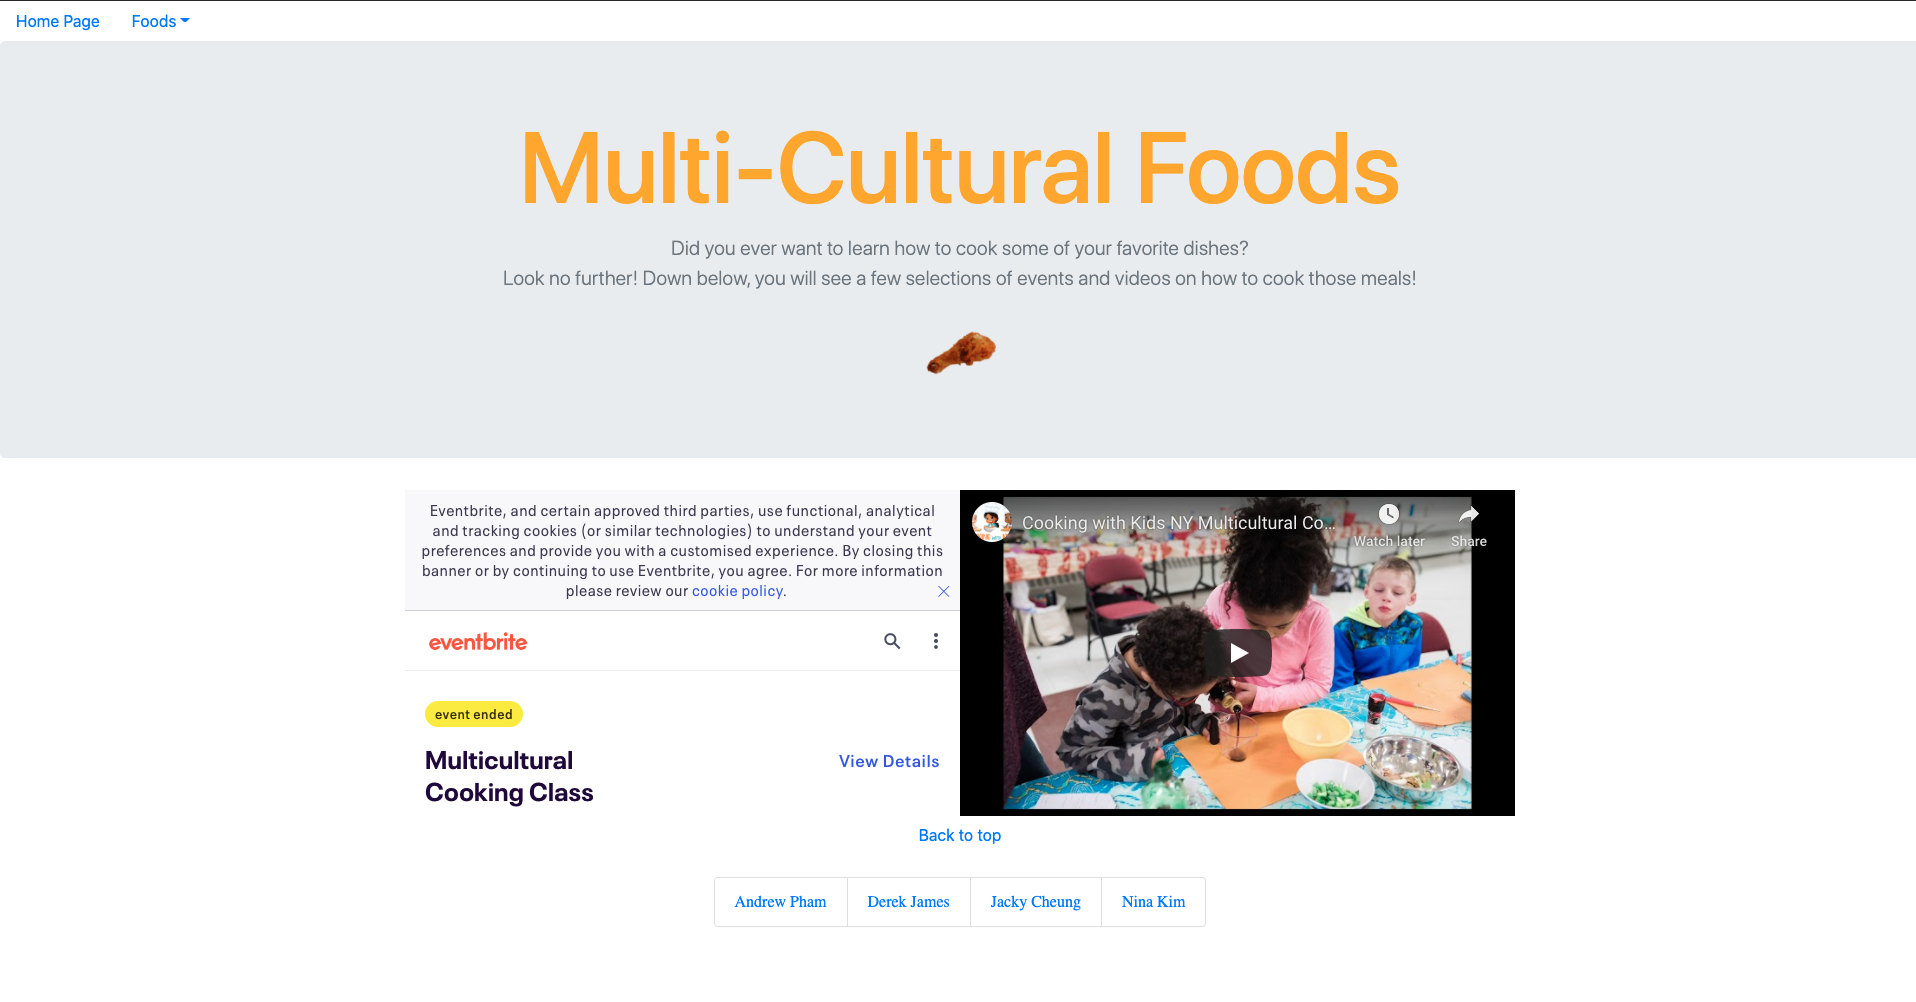 Home Page Foods
Multi-Cultural Foods
Did you ever want to learn how to cook some of your favorite dishes?
Look no further! Down below, you will see a few selections of events and videos on how to cook those meals!
Eventbrite, and certain approved third parties, use functional, analytical
and tracking cookies (or similar technologies) to understand your event
preferences and provide you with a customised experience. By closing this
banner or by continuing to use Eventbrite, you agree. For more information
please review our cookie policy.
eventbrite
event ended
Multicultural
Cooking Class
View Details
Cooking with Kids NY Multicultural Co...
Watch later
Share
Back to top
Andrew Pham Derek James Jacky Cheung Nina Kim